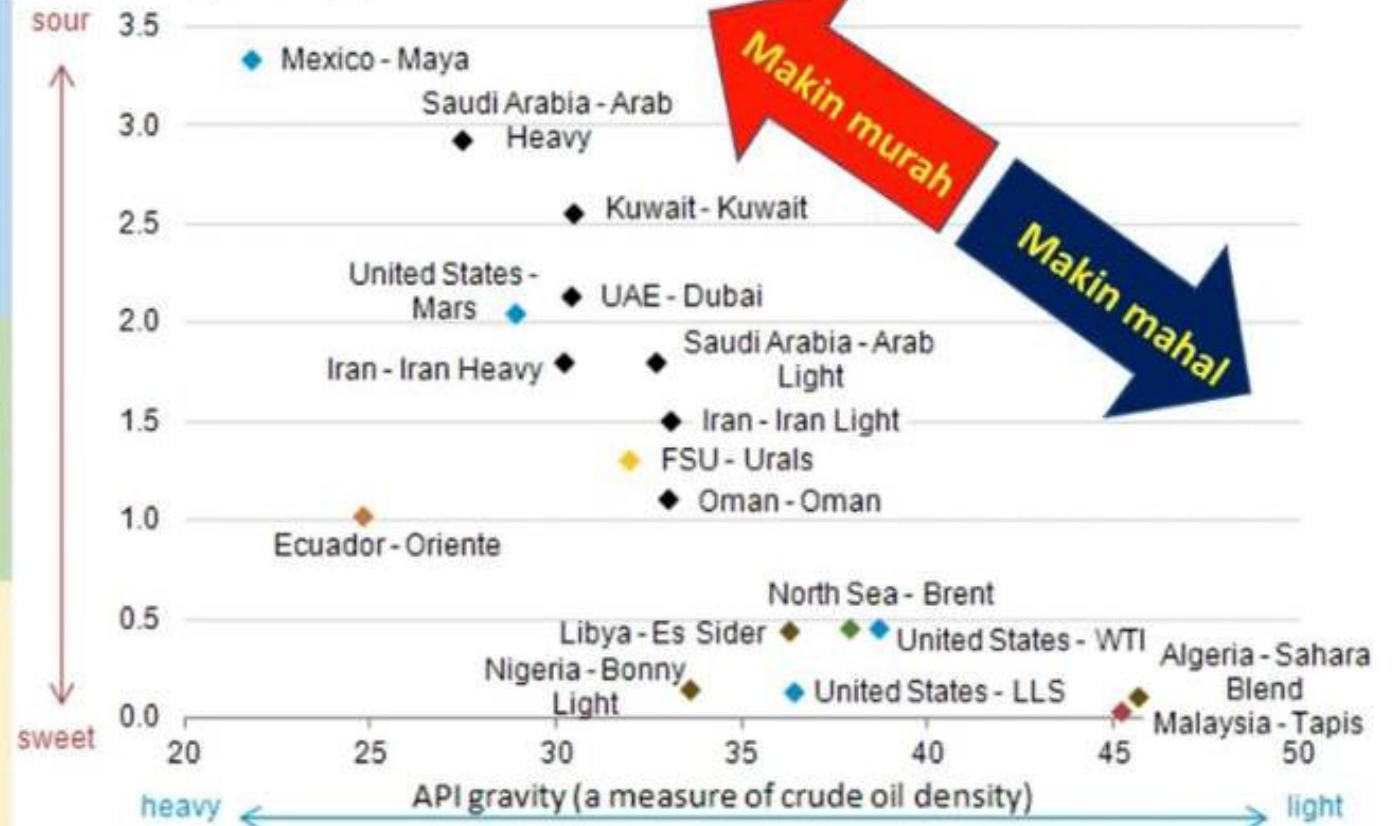 sour
3.5
Mexico - Maya
Saudi Arabia - Arab
Heavy
3.0
Makin murah
Kuwait - Kuwait
2.5
Makin mahal
United States -
Mars
UAE - Dubai
2.0
Saudi Arabia - Arab
Light
Iran - Iran Heavy
1.5
Iran - Iran Light
FSU - Urals
Oman - Oman
1.0
Ecuador - Oriente
North Sea - Brent
0.5
Libya - Es Sider
United States - WTI
Algeria - Sahara
Blend
Nigeria - Bonny
Light
United States - LLS
Malaysia - Tapis
0.0
sweet
20 25 30 35 40 45 50
heavy
API gravity (a measure of crude oil density)
light